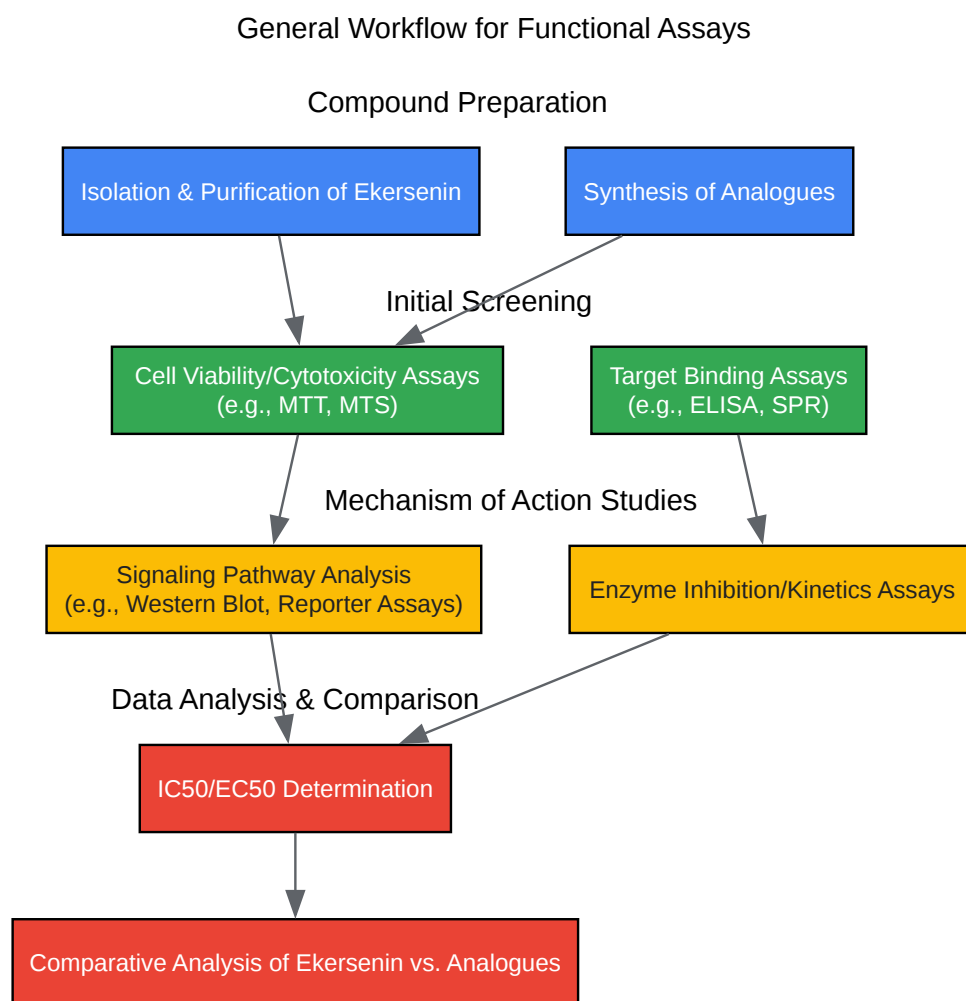 General Workflow for Functional Assays
Compound Preparation
Isolation & Purification of Ekersenin
Synthesis of Analogues
Initial Screening
Cell Viability/Cytotoxicity Assays
(e.g., MTT, MTS)
Target Binding Assays
(e.g., ELISA, SPR)
Mechanism of Action Studies
Signaling Pathway Analysis
(e.g., Western Blot, Reporter Assays)
Enzyme Inhibition/Kinetics Assays
Data Analysis & Comparison
IC50/EC50 Determination
Comparative Analysis of Ekersenin vs. Analogues